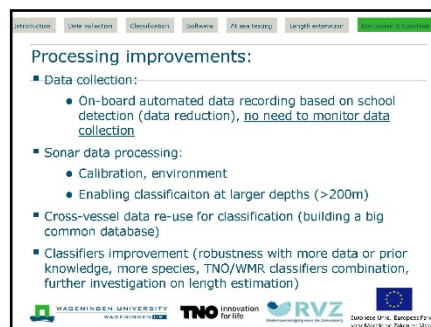 Introduction Data collection Classification Software At sea testing Length estimation
Processing improvements:
▪ Data collection:
● On-board automated data recording based on school
detection (data reduction), no need to monitor data
collection
▪ Sonar data processing:
● Calibration, environment
● Enabling classificaiton at larger depths (>200m)
▪ Cross-vessel data re-use for classification (building a big
common database)
▪ Classifiers improvement (robustness with more data or prior
knowledge, more species, TNO/WMR classifiers combination,
further investigation on length estimation)
WAGENINGEN UNIVERSITY
WAGENINGEN
TNO innovation
for life
RVZ
Europese Unie, Europees